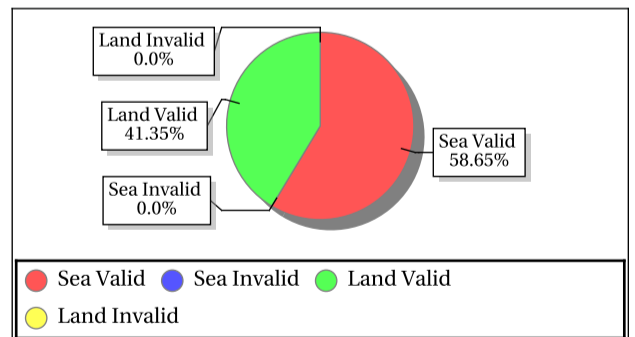 Land Invalid
0.0%
Land Valid
41.35%
Sea Valid
58.65%
Sea Invalid
0.0%
Sea Valid Sea Invalid Land Valid
Land Invalid